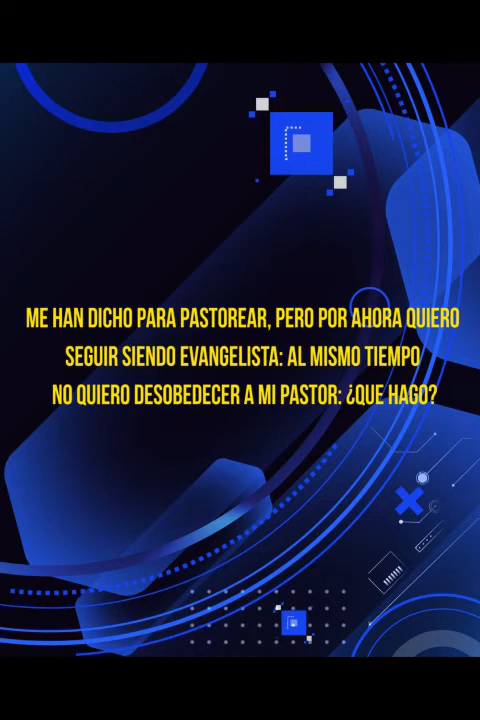 ME HAN DICHO PARA PASTOREAR, PERO POR AHORA QUIERO
SEGUIR SIENDO EVANGELISTA: AL MISMO TIEMPO
NO QUIERO DESOBEDECER A MI PASTOR: ¿QUE HAGO?